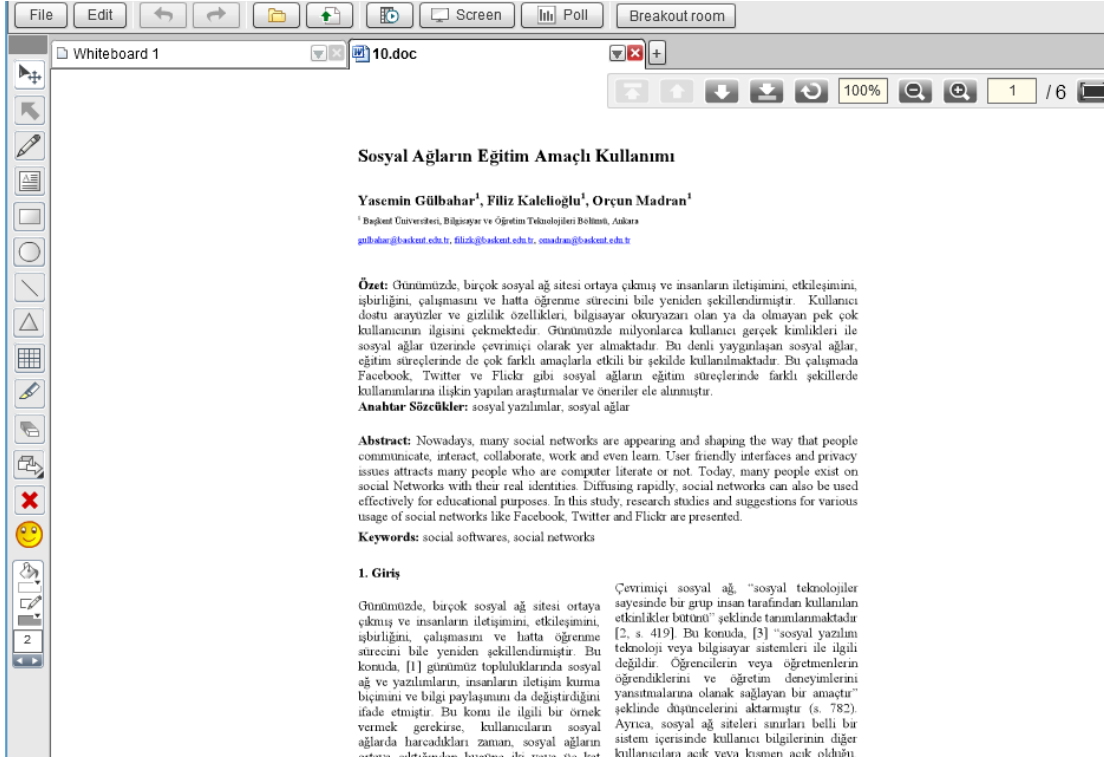 File Edit Screen Poll Breakout room
Whiteboard 1 10.doc +
100% 1 / 6
Sosyal Ağların Eğitim Amaçlı Kullanımı
Yasemin Gülbahar1, Filiz Kalelioğlu1, Orçun Madran1
1 Başkent Üniversitesi, Bilgisayar ve Öğretim Teknolojileri Bölümü, Ankara
gulbahar@baskent.edu.tr, filizk@baskent.edu.tr, omadran@baskent.edu.tr
Özet: Günümüzde, birçok sosyal ağ sitesi ortaya çıkmış ve insanların iletişimini, etkileşimini,
işbirliğini, çalışmasını ve hatta öğrenme sürecini bile yeniden şekillendirmiştir. Kullanıcı
dostu arayüzler ve gizlilik özellikleri, bilgisayar okuryazarı olan ya da olmayan pek çok
kullanıcının ilgisini çekmektedir. Günümüzde milyonlarca kullanıcı gerçek kimlikleri ile
sosyal ağlar üzerinde çevrimiçi olarak yer almaktadır. Bu denli yaygınlaşan sosyal ağlar,
eğitim süreçlerinde de çok farklı amaçlarla etkili bir şekilde kullanılmaktadır. Bu çalışmada
Facebook, Twitter ve Flickr gibi sosyal ağların eğitim süreçlerinde farklı şekillerde
kullanımlarına ilişkin yapılan araştırmalar ve öneriler ele alınmıştır.
Anahtar Sözcükler: sosyal yazılımlar, sosyal ağlar
Abstract: Nowadays, many social networks are appearing and shaping the way that people
communicate, interact, collaborate, work and even learn. User friendly interfaces and privacy
issues attracts many people who are computer literate or not. Today, many people exist on
social Networks with their real identities. Diffusing rapidly, social networks can also be used
effectively for educational purposes. In this study, research studies and suggestions for various
usage of social networks like Facebook, Twitter and Flickr are presented.
Keywords: social softwares, social networks
1. Giriş
Günümüzde, birçok sosyal ağ sitesi ortaya
çıkmış ve insanların iletişimini, etkileşimini,
işbirliğini, çalışmasını ve hatta öğrenme
sürecini bile yeniden şekillendirmiştir. Bu
konuda, [1] günümüz topluluklarında sosyal
ağ ve yazılımların, insanların iletişim kurma
biçimini ve bilgi paylaşımını da değiştirdiğini
ifade etmiştir. Bu konu ile ilgili bir örnek
vermek gerekirse, kullanıcıların sosyal
ağlarda harcadıkları zaman, sosyal ağların
ortaya çıktığından bugüne iki veya üç kat
Çevrimiçi sosyal ağ, “sosyal teknolojiler
sayesinde bir grup insan tarafından kullanılan
etkinlikler bütünü” şeklinde tanımlanmaktadır
[2, s. 419]. Bu konuda, [3] “sosyal yazılım
teknoloji veya bilgisayar sistemleri ile ilgili
değildir. Öğrencilerin veya öğretmenlerin
öğrendiklerini ve öğretim deneyimlerini
yansıtmalarına olanak sağlayan bir amaçtır”
şeklinde düşüncelerini aktarmıştır (s. 782).
Ayrıca, sosyal ağ siteleri sınırları belli bir
sistem içerisinde kullanıcı bilgilerinin diğer
kullanıcılara açık veya kısmen açık olduğu,
2